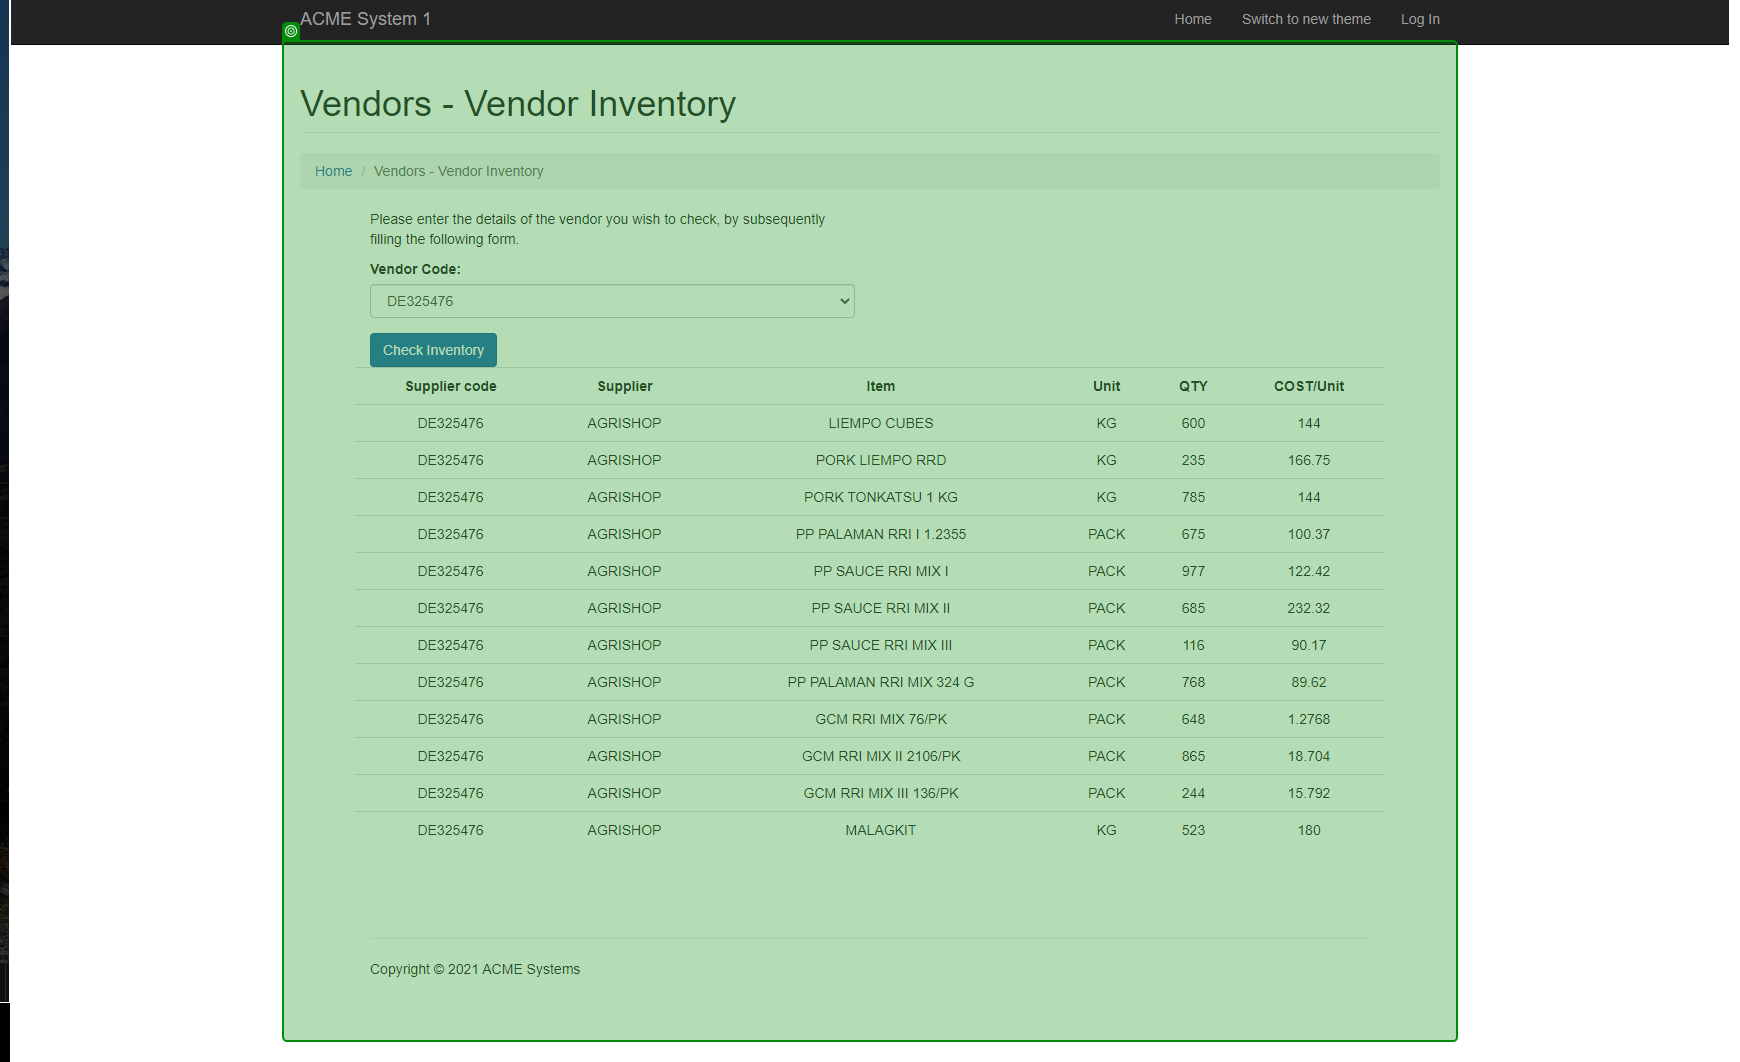 ACME System 1 Home Switch to new theme Log In
Vendors - Vendor Inventory
Home / Vendors - Vendor Inventory
Please enter the details of the vendor you wish to check, by subsequently
filling the following form.
Vendor Code:
DE325476
Check Inventory
Supplier code Supplier Item Unit QTY COST/Unit
DE325476 AGRISHOP LIEMPO CUBES KG 600 144
DE325476 AGRISHOP PORK LIEMPO RRD KG 235 166.75
DE325476 AGRISHOP PORK TONKATSU 1 KG KG 785 144
DE325476 AGRISHOP PP PALAMAN RRI I 1.2355 PACK 675 100.37
DE325476 AGRISHOP PP SAUCE RRI MIX I PACK 977 122.42
DE325476 AGRISHOP PP SAUCE RRI MIX II PACK 685 232.32
DE325476 AGRISHOP PP SAUCE RRI MIX III PACK 116 90.17
DE325476 AGRISHOP PP PALAMAN RRI MIX 324 G PACK 768 89.62
DE325476 AGRISHOP GCM RRI MIX 76/PK PACK 648 1.2768
DE325476 AGRISHOP GCM RRI MIX II 2106/PK PACK 865 18.704
DE325476 AGRISHOP GCM RRI MIX III 136/PK PACK 244 15.792
DE325476 AGRISHOP MALAGKIT KG 523 180
Copyright © 2021 ACME Systems